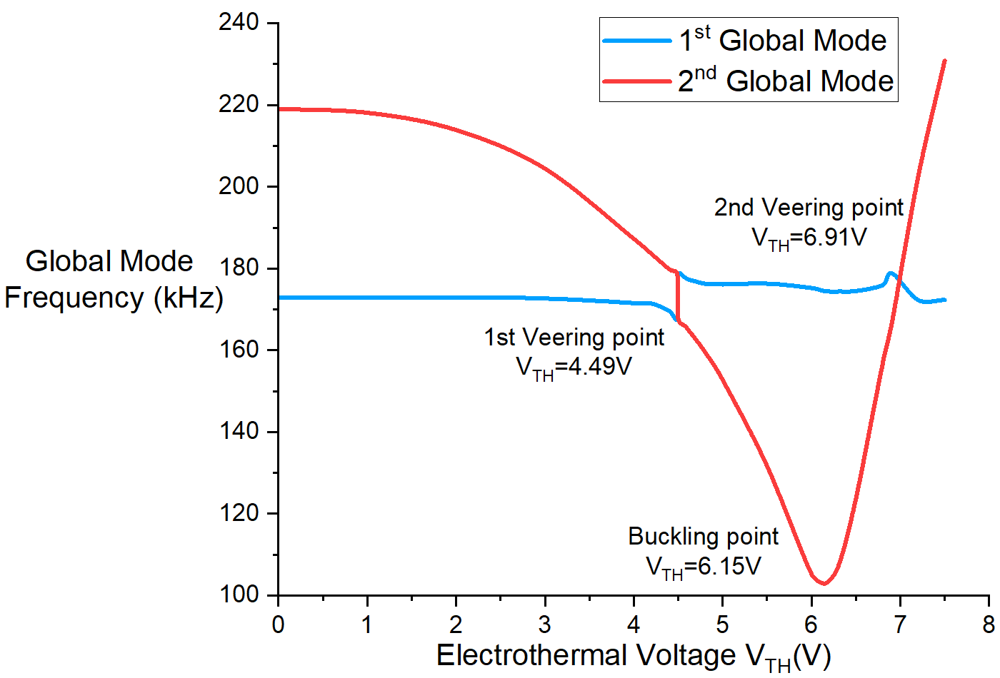 240
220
200
180
160
140
120
100
Global Mode
Frequency (kHz)
1st Global Mode
2nd Global Mode
2nd Veering point
VTH=6.91V
1st Veering point
VTH=4.49V
Buckling point
VTH=6.15V
0 1 2 3 4 5 6 7 8
Electrothermal Voltage VTH(V)